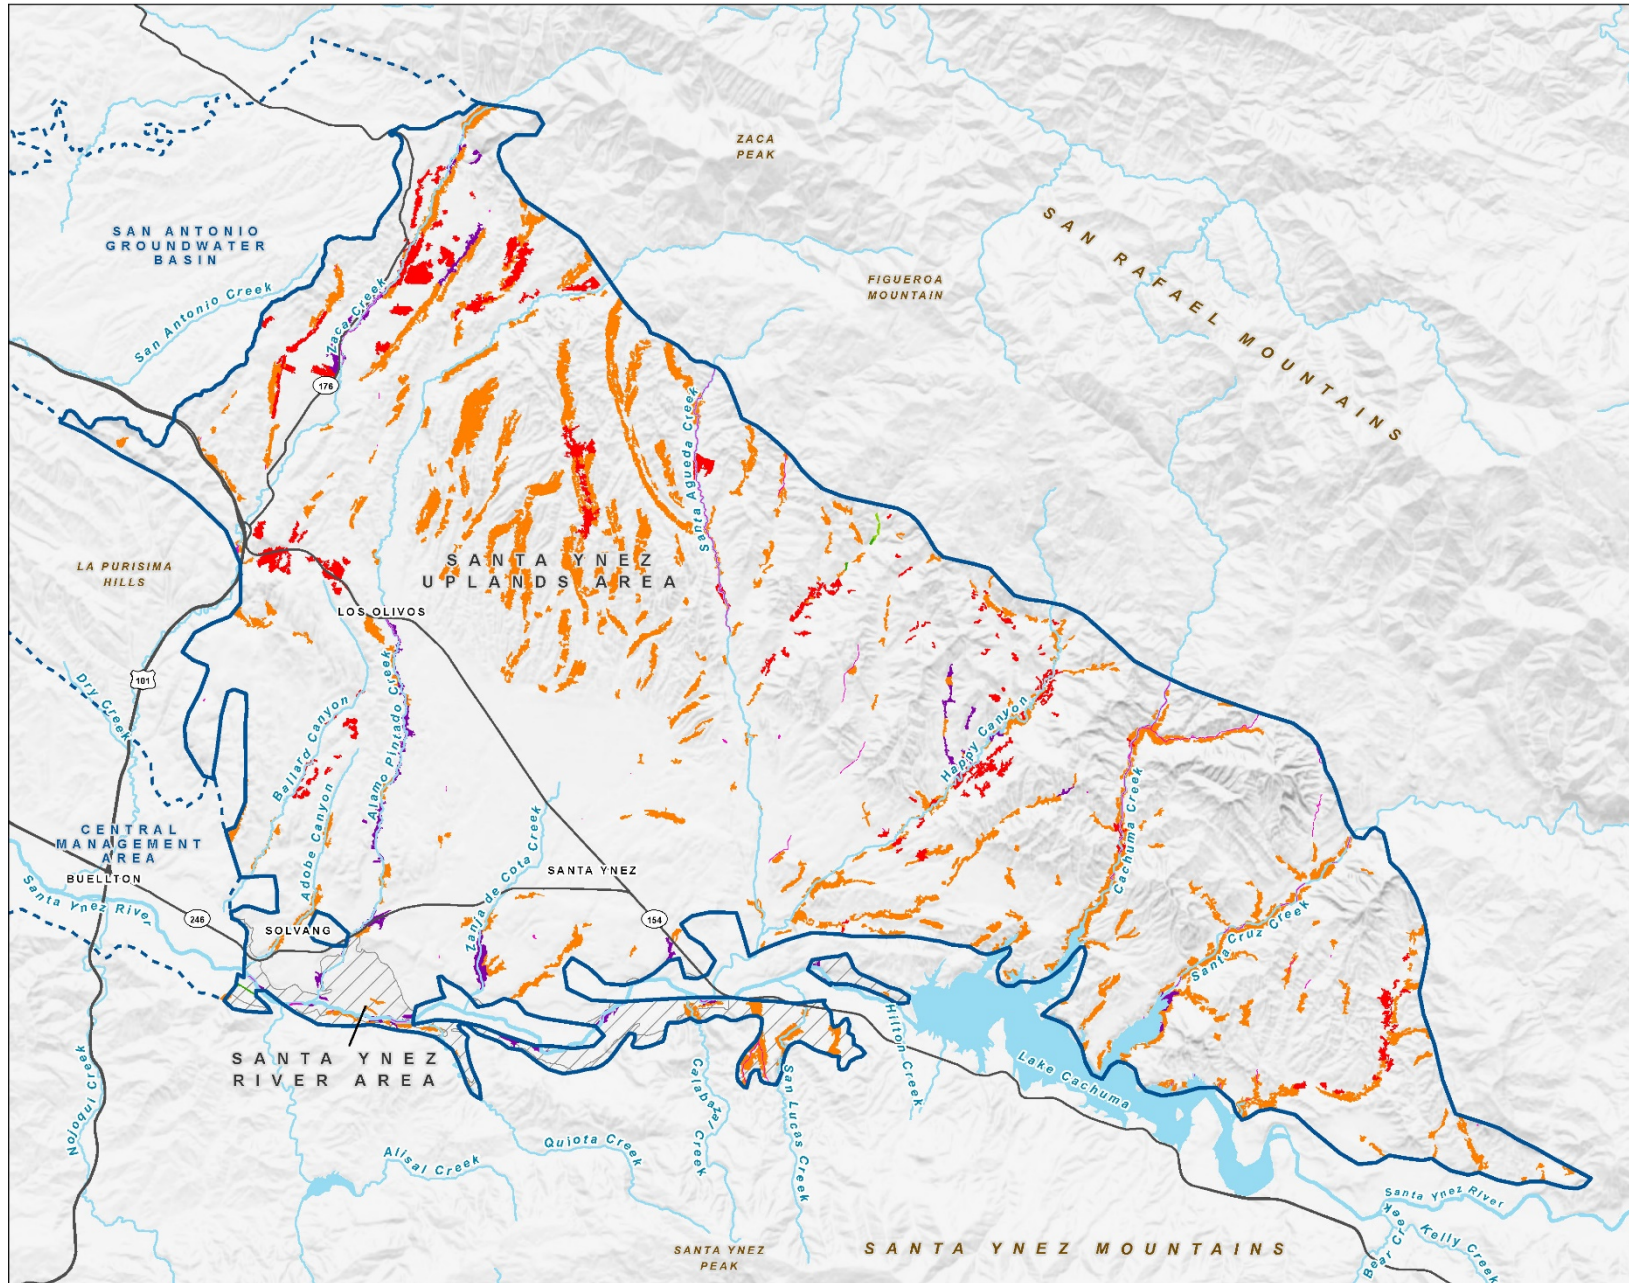 ZACA
PEAK
SAN RAFAEL MOUNTAINS
SAN ANTONIO
GROUNDWATER
BASIN
FIGUEROA
MOUNTAIN
San Antonio Creek
Zaca Creek
176
Santa Agueda Creek
SANTA YNEZ
UPLANDS AREA
LA PURISIMA
HILLS
LOS OLIVOS
101
Dry Creek
Ballard Canyon
Alamo Pintado Creek
Adobe Canyon
Happy Canyon
Cachuma Creek
Zanja de Cota Creek
CENTRAL
MANAGEMENT
AREA
BUELLTON
SANTA YNEZ
Santa Ynez River
246
SOLVANG
154
Santa Cruz Creek
SANTA YNEZ
RIVER AREA
Hilton Creek
Lake Cachuma
Nojoqui Creek
Calabazal Creek
San Lucas Creek
Quiota Creek
Alisal Creek
Santa Ynez River
Bear Creek
Kelly Creek
SANTA YNEZ
PEAK
SANTA YNEZ MOUNTAINS